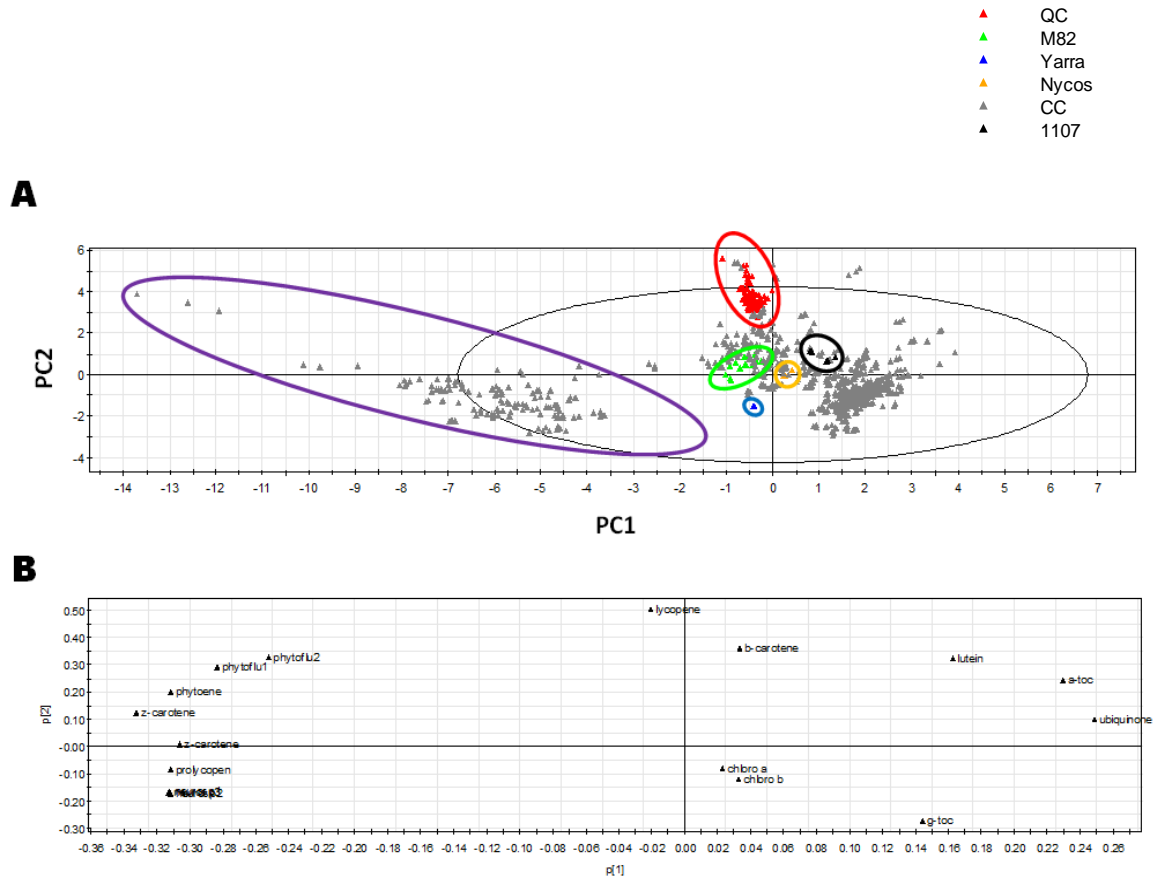 QC
M82
Yarra
Nycos
CC
1107
A
PC2
6
4
2
0
-2
-4
-14 -13 -12 -11 -10 -9 -8 -7 -6 -5 -4 -3 -2 -1 0 1 2 3 4 5 6 7
PC1
B
p[2]
0.50
0.40
0.30
0.20
0.10
-0.00
-0.10
-0.20
-0.30
lycopene
b-carotene
phytoflu2
lutein
phytoflu1
a-toc
phytoene
z-carotene
ubiquinone
z-carotene
prolycopen
chloro a
chloro b
g-toc
-0.36 -0.34 -0.32 -0.30 -0.28 -0.26 -0.24 -0.22 -0.20 -0.18 -0.16 -0.14 -0.12 -0.10 -0.08 -0.06 -0.04 -0.02 0.00 0.02 0.04 0.06 0.08 0.10 0.12 0.14 0.16 0.18 0.20 0.22 0.24 0.26
p[1]